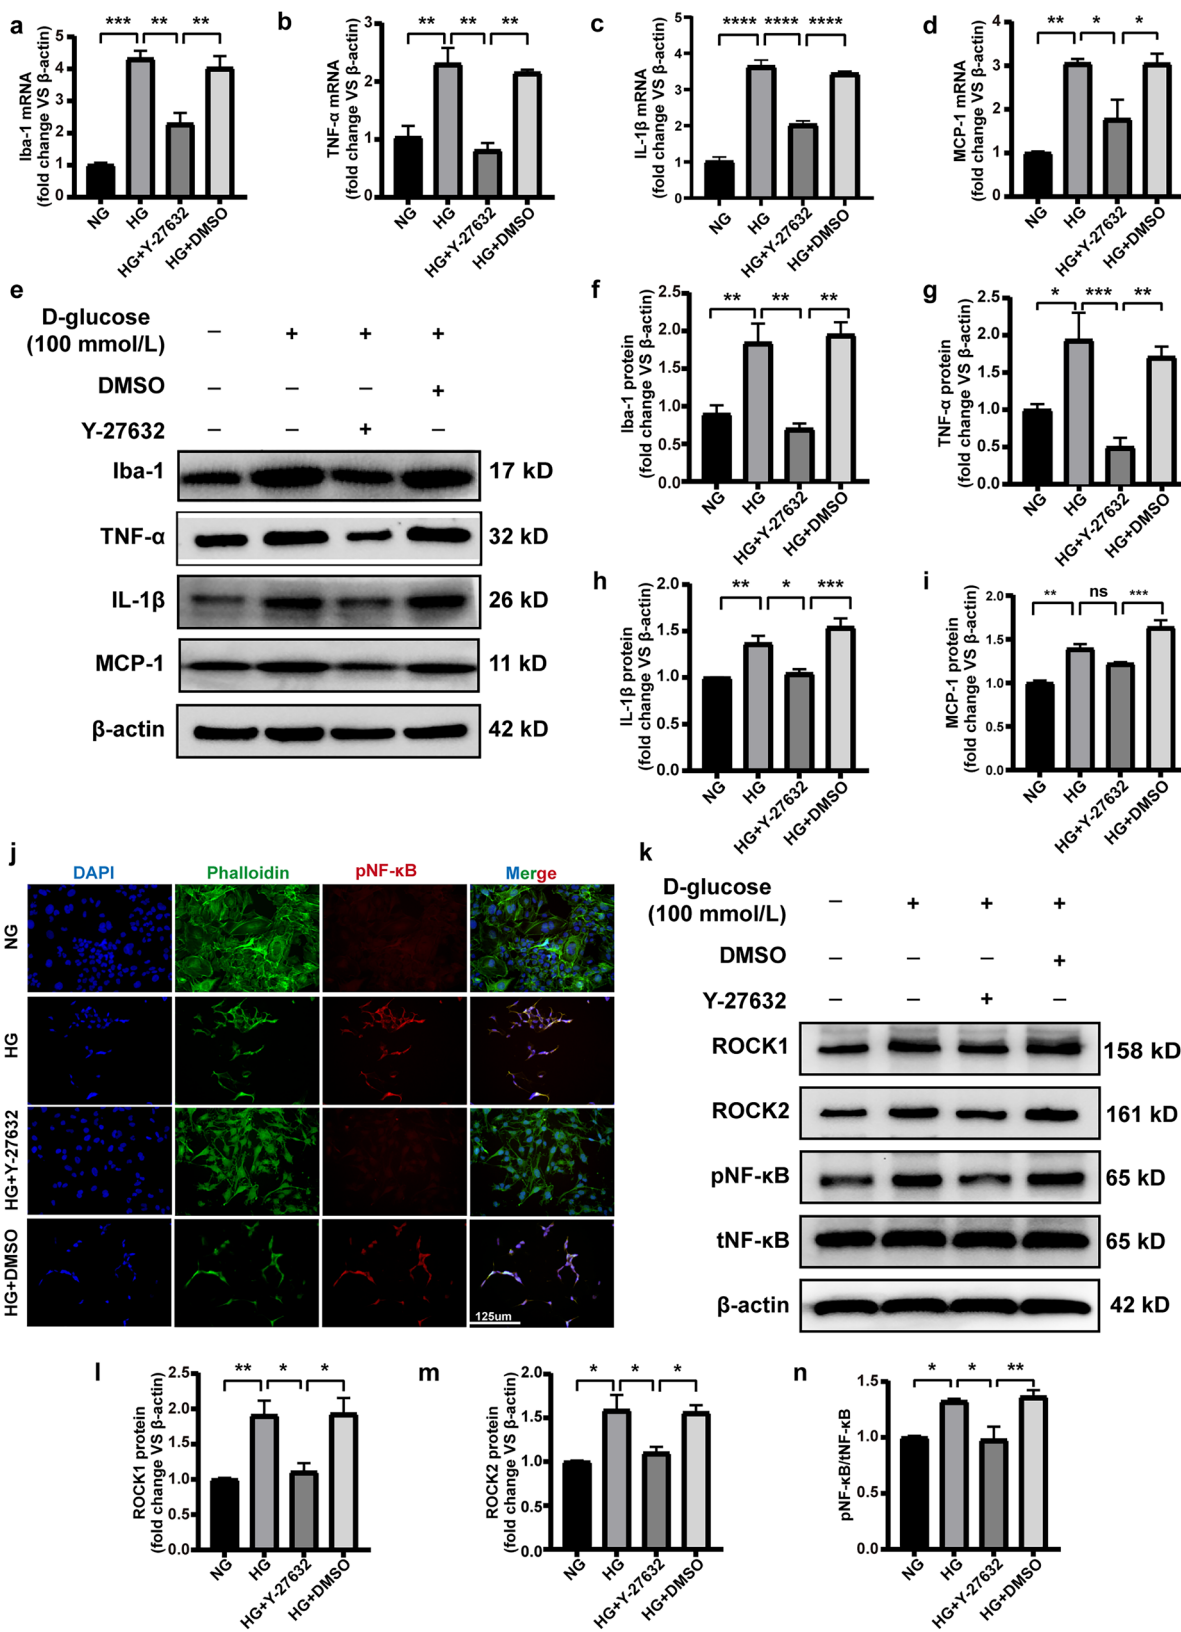 a
Iba-1 mRNA
(fold change VS β-actin)
*** ** **
5
4
3
2
1
0
NG
HG
HG+Y-27632
HG+DMSO
b
TNF-α mRNA
(fold change VS β-actin)
** ** **
3
2
1
0
NG
HG
HG+Y-27632
HG+DMSO
c
IL-1β mRNA
(fold change VS β-actin)
**** **** ****
5
4
3
2
1
0
NG
HG
HG+Y-27632
HG+DMSO
d
MCP-1 mRNA
(fold change VS β-actin)
** * *
4
3
2
1
0
NG
HG
HG+Y-27632
HG+DMSO
e
D-glucose
(100 mmol/L)
– + + +
DMSO – – – +
Y-27632 – – + –
Iba-1 17 kD
TNF-α 32 kD
IL-1β 26 kD
MCP-1 11 kD
β-actin 42 kD
f
Iba-1 protein
(fold change VS β-actin)
** ** **
2.5
2.0
1.5
1.0
0.5
0.0
NG
HG
HG+Y-27632
HG+DMSO
g
TNF-α protein
(fold change VS β-actin)
* *** **
2.5
2.0
1.5
1.0
0.5
0.0
NG
HG
HG+Y-27632
HG+DMSO
h
IL-1β protein
(fold change VS β-actin)
** * ***
2.0
1.5
1.0
0.5
0.0
NG
HG
HG+Y-27632
HG+DMSO
i
MCP-1 protein
(fold change VS β-actin)
** ns ***
2.0
1.5
1.0
0.5
0.0
NG
HG
HG+Y-27632
HG+DMSO
j
DAPI Phalloidin pNF-κB Merge
NG
HG
HG+Y-27632
HG+DMSO
125um
k
D-glucose
(100 mmol/L)
– + + +
DMSO – – – +
Y-27632 – – + –
ROCK1 158 kD
ROCK2 161 kD
pNF-κB 65 kD
tNF-κB 65 kD
β-actin 42 kD
l
ROCK1 protein
(fold change VS β-actin)
** * *
2.5
2.0
1.5
1.0
0.5
0.0
NG
HG
HG+Y-27632
HG+DMSO
m
ROCK2 protein
(fold change VS β-actin)
* * *
2.0
1.5
1.0
0.5
0.0
NG
HG
HG+Y-27632
HG+DMSO
n
pNF-κB/tNF-κB
* * **
1.5
1.0
0.5
0.0
NG
HG
HG+Y-27632
HG+DMSO